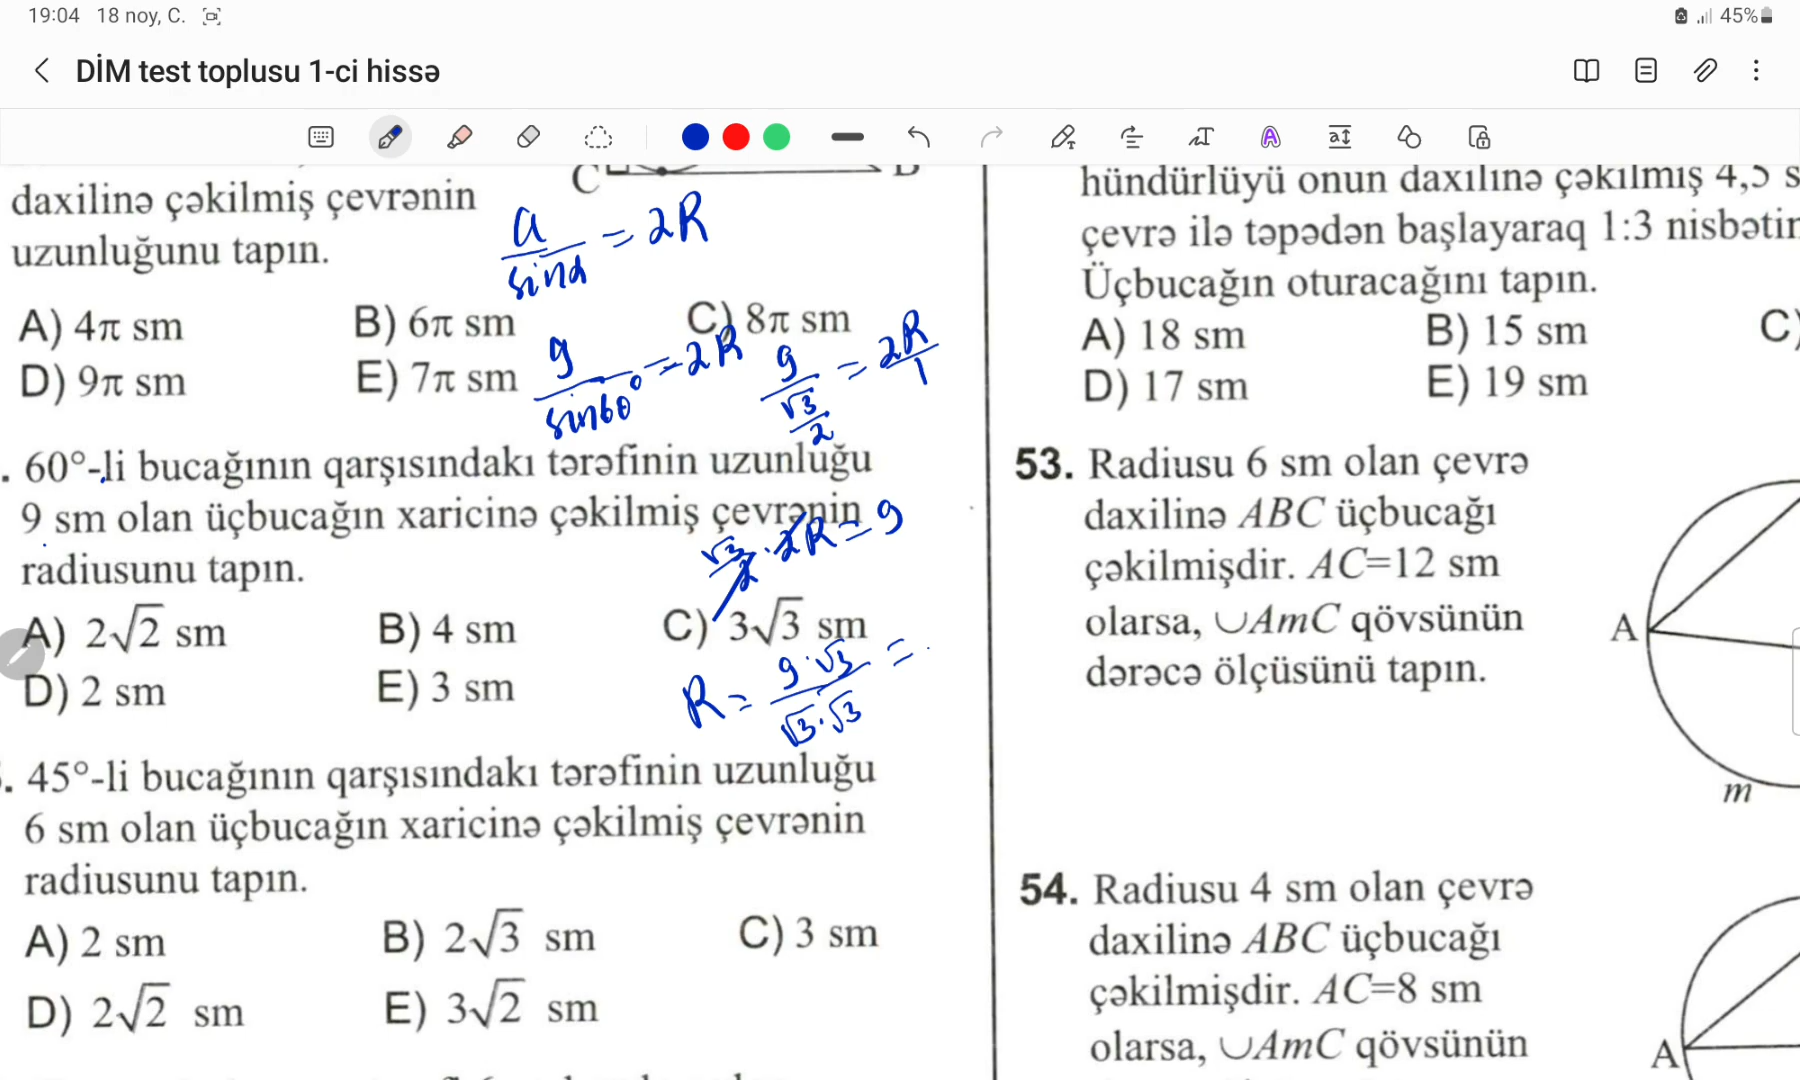 19:04 18 noy, C.
45%
DİM test toplusu 1-ci hissə
daxilinə çəkilmiş çevrənin
uzunluğunu tapın.
A) 4π sm B) 6π sm C) 8π sm
D) 9π sm E) 7π sm
C B
a/sinα = 2R
9/sin60° = 2R
9/(√3/2) = 2R/1
. 60°-li bucağının qarşısındakı tərəfinin uzunluğu
9 sm olan üçbucağın xaricinə çəkilmiş çevrənin
radiusunu tapın.
√3/2 · 2R = 9
A) 2√2 sm B) 4 sm C) 3√3 sm
D) 2 sm E) 3 sm
R = 9·√3/√3·√3 =
. 45°-li bucağının qarşısındakı tərəfinin uzunluğu
6 sm olan üçbucağın xaricinə çəkilmiş çevrənin
radiusunu tapın.
A) 2 sm B) 2√3 sm C) 3 sm
D) 2√2 sm E) 3√2 sm
hündürlüyü onun daxilinə çəkilmiş 4,5 s
çevrə ilə təpədən başlayaraq 1:3 nisbətin
Üçbucağın oturacağını tapın.
A) 18 sm B) 15 sm C)
D) 17 sm E) 19 sm
53. Radiusu 6 sm olan çevrə
daxilinə ABC üçbucağı
çəkilmişdir. AC=12 sm
olarsa, ∪AmC qövsünün
dərəcə ölçüsünü tapın.
A
m
54. Radiusu 4 sm olan çevrə
daxilinə ABC üçbucağı
çəkilmişdir. AC=8 sm
olarsa, ∪AmC qövsünün
A